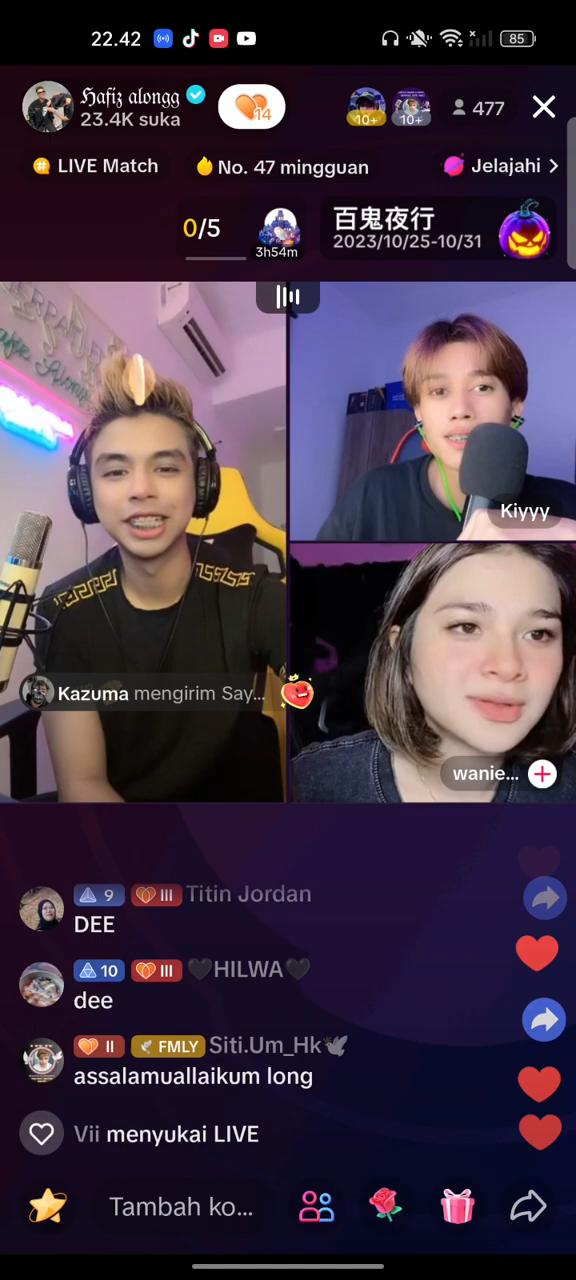 22.42
85
ℌafiz alongg
23.4K suka
14
10+
10+
477
LIVE Match
No. 47 mingguan
Jelajahi
0/5
3h54m
百鬼夜行
2023/10/25-10/31
Kiyyy
Kazuma mengirim Say...
wanie...
9 III Titin Jordan
DEE
10 III 🖤HILWA🖤
dee
II FMLY Siti.Um_Hk🕊
assalamuallaikum long
Vii menyukai LIVE
Tambah ko...